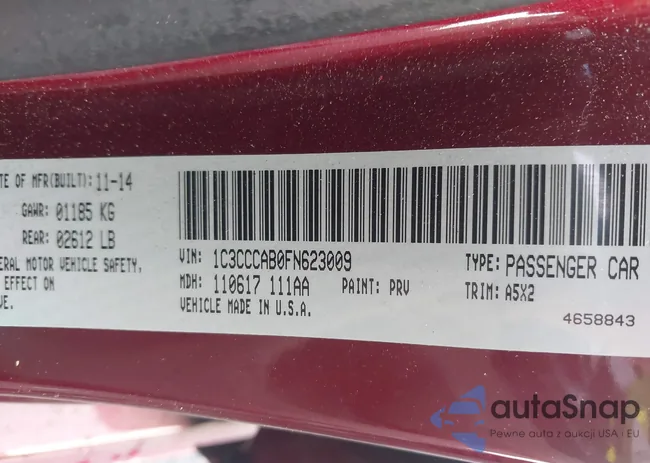 TE OF MFR(BUILT): 11-14
GAWR: 01185 KG
REAR: 02612 LB
ERAL MOTOR VEHICLE SAFETY,
EFFECT ON
VE.
VIN: 1C3CCCAB0FN623009
TYPE: PASSENGER CAR
MDH: 110617 111AA PAINT: PRV
TRIM: A5X2
VEHICLE MADE IN U.S.A.
4658843
autaSnap
Pewne auta z aukcji USA i EU